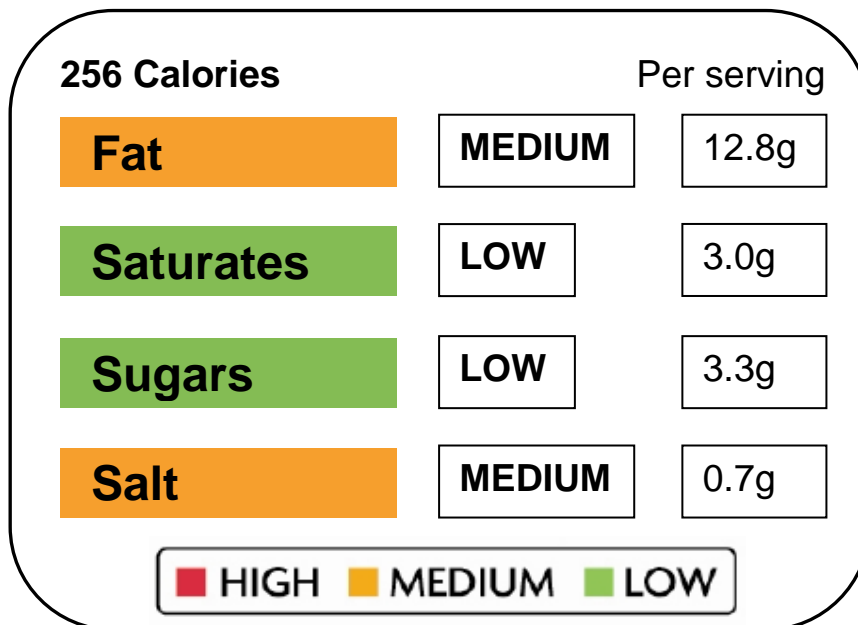 256 Calories Per serving
Fat MEDIUM 12.8g
Saturates LOW 3.0g
Sugars LOW 3.3g
Salt MEDIUM 0.7g
HIGH MEDIUM LOW